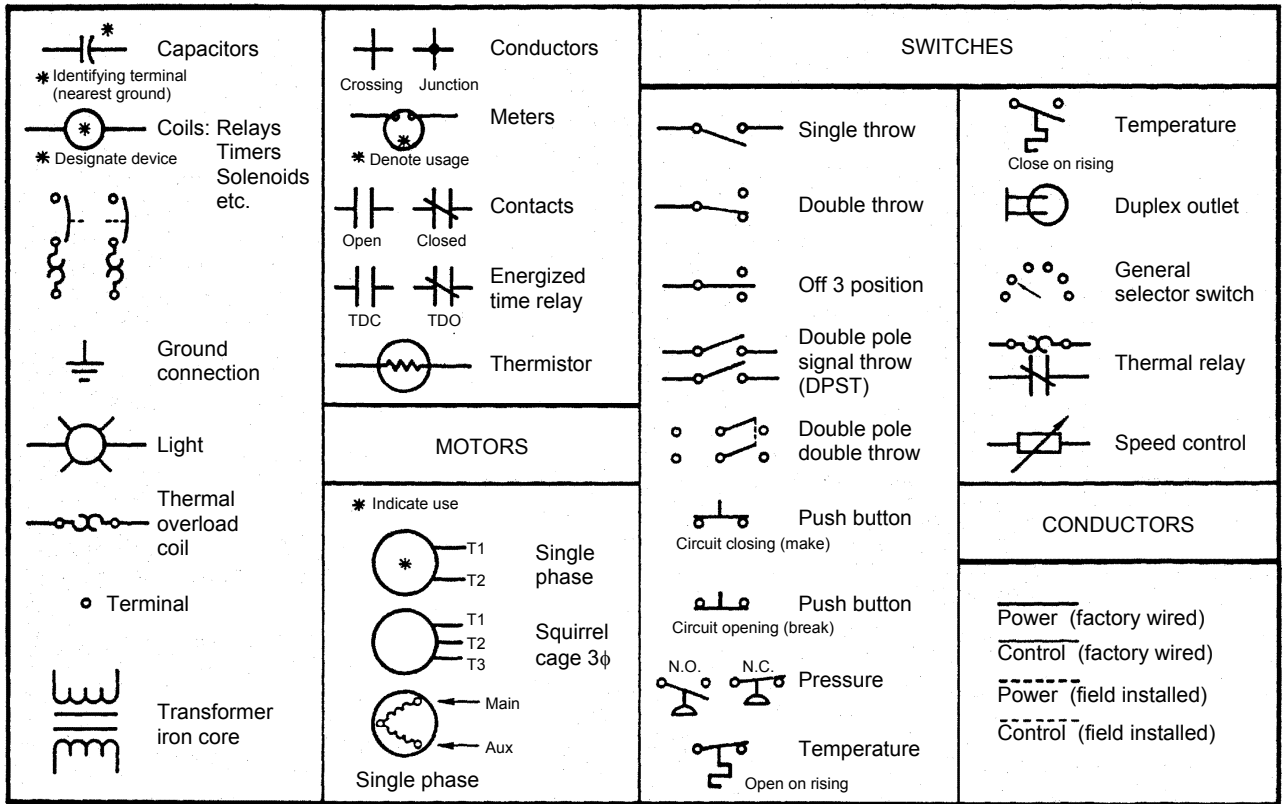 *
Capacitors
* Identifying terminal
(nearest ground)
*
Coils: Relays
Timers
Solenoids
etc.
* Designate device
Ground
connection
Light
Thermal
overload
coil
Terminal
Transformer
iron core
Conductors
Crossing Junction
Meters
*
* Denote usage
Contacts
Open Closed
Energized
time relay
TDC TDO
Thermistor
MOTORS
* Indicate use
*
T1
T2
Single
phase
T1
T2
T3
Squirrel
cage 3ϕ
Main
Aux
Single phase
SWITCHES
Single throw
Double throw
Off 3 position
Double pole
signal throw
(DPST)
Double pole
double throw
Push button
Circuit closing (make)
Push button
Circuit opening (break)
N.O. N.C.
Pressure
Temperature
Open on rising
Temperature
Close on rising
Duplex outlet
General
selector switch
Thermal relay
Speed control
CONDUCTORS
Power (factory wired)
Control (factory wired)
Power (field installed)
Control (field installed)